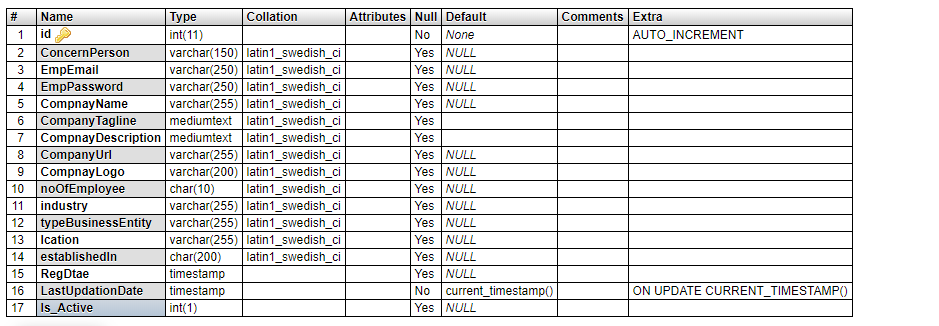 # Name Type Collation Attributes Null Default Comments Extra
1 id int(11) No None AUTO_INCREMENT
2 ConcernPerson varchar(150) latin1_swedish_ci Yes NULL
3 EmpEmail varchar(250) latin1_swedish_ci Yes NULL
4 EmpPassword varchar(250) latin1_swedish_ci Yes NULL
5 CompnayName varchar(255) latin1_swedish_ci Yes NULL
6 CompanyTagline mediumtext latin1_swedish_ci Yes
7 CompnayDescription mediumtext latin1_swedish_ci Yes
8 CompanyUrl varchar(255) latin1_swedish_ci Yes NULL
9 CompnayLogo varchar(200) latin1_swedish_ci Yes NULL
10 noOfEmployee char(10) latin1_swedish_ci Yes NULL
11 industry varchar(255) latin1_swedish_ci Yes NULL
12 typeBusinessEntity varchar(255) latin1_swedish_ci Yes NULL
13 lcation varchar(255) latin1_swedish_ci Yes NULL
14 establishedIn char(200) latin1_swedish_ci Yes NULL
15 RegDtae timestamp Yes NULL
16 LastUpdationDate timestamp No current_timestamp() ON UPDATE CURRENT_TIMESTAMP()
17 Is_Active int(1) Yes NULL